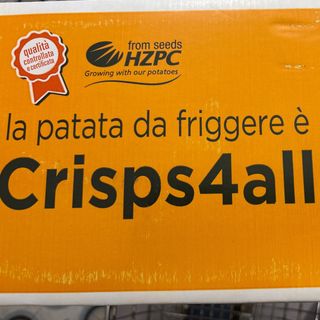 qualità
controllata
e certificata
from seeds
HZPC
Growing with our potatoes
la patata da friggere è
Crisps4all